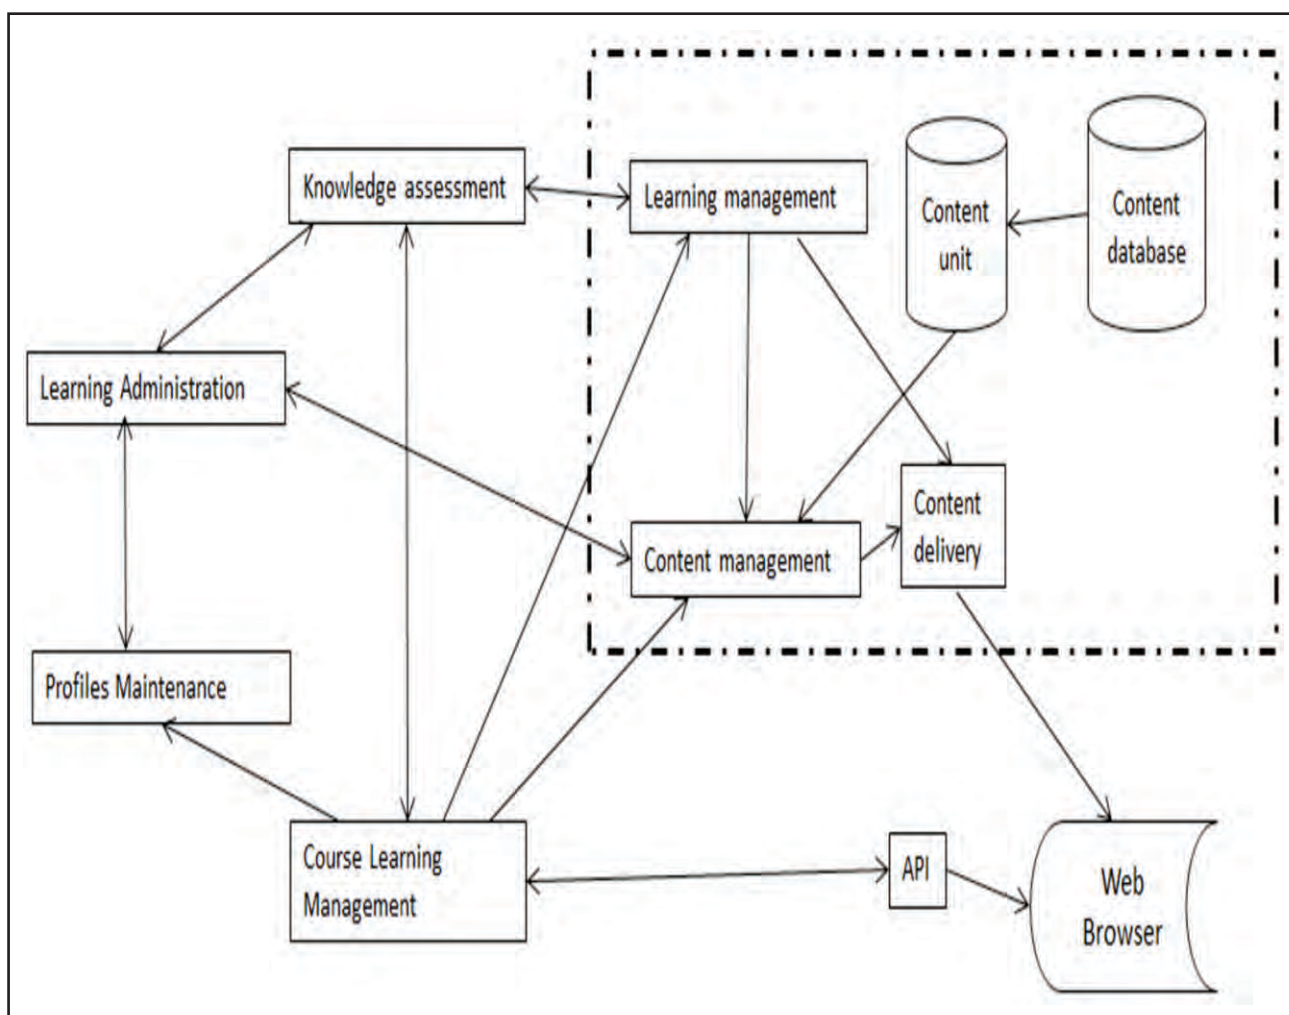 Knowledge assessment
Learning management
Content
unit
Content
database
Learning Administration
Content
delivery
Content management
Profiles Maintenance
Course Learning
Management
API
Web
Browser